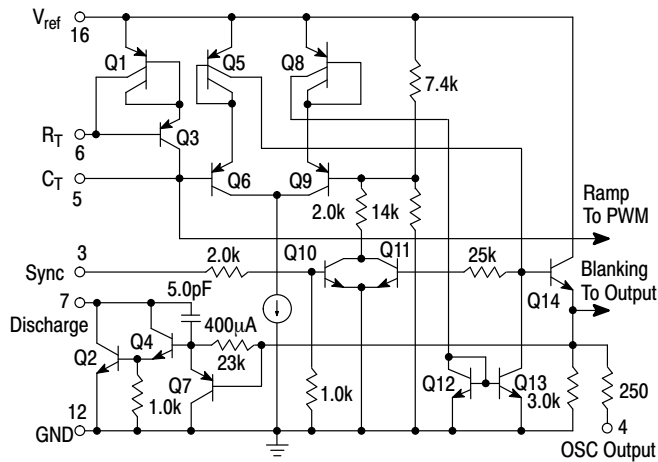 Vref
16
Q1
Q5
Q8
7.4k
RT
6
Q3
CT
5
Q6
Q9
2.0k
14k
Ramp
To PWM
3
Sync
2.0k
Q10
Q11
25k
Q14
Blanking
To Output
7
Discharge
5.0pF
400µA
Q2
Q4
23k
Q7
1.0k
1.0k
Q12
Q13
3.0k
250
12
GND
4
OSC Output